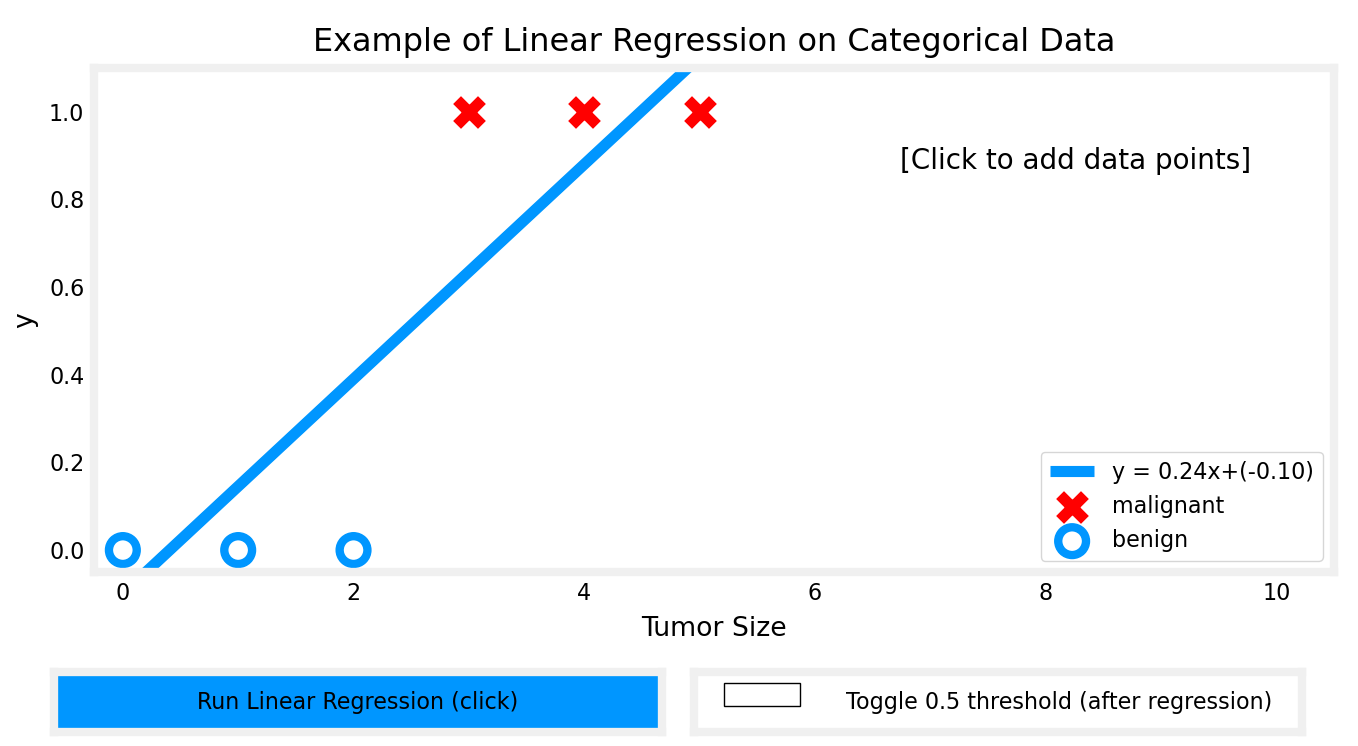 Example of Linear Regression on Categorical Data
[Click to add data points]
y
1.0
0.8
0.6
0.4
0.2
0.0
0 2 4 6 8 10
Tumor Size
y = 0.24x+(-0.10)
malignant
benign
Run Linear Regression (click)
Toggle 0.5 threshold (after regression)